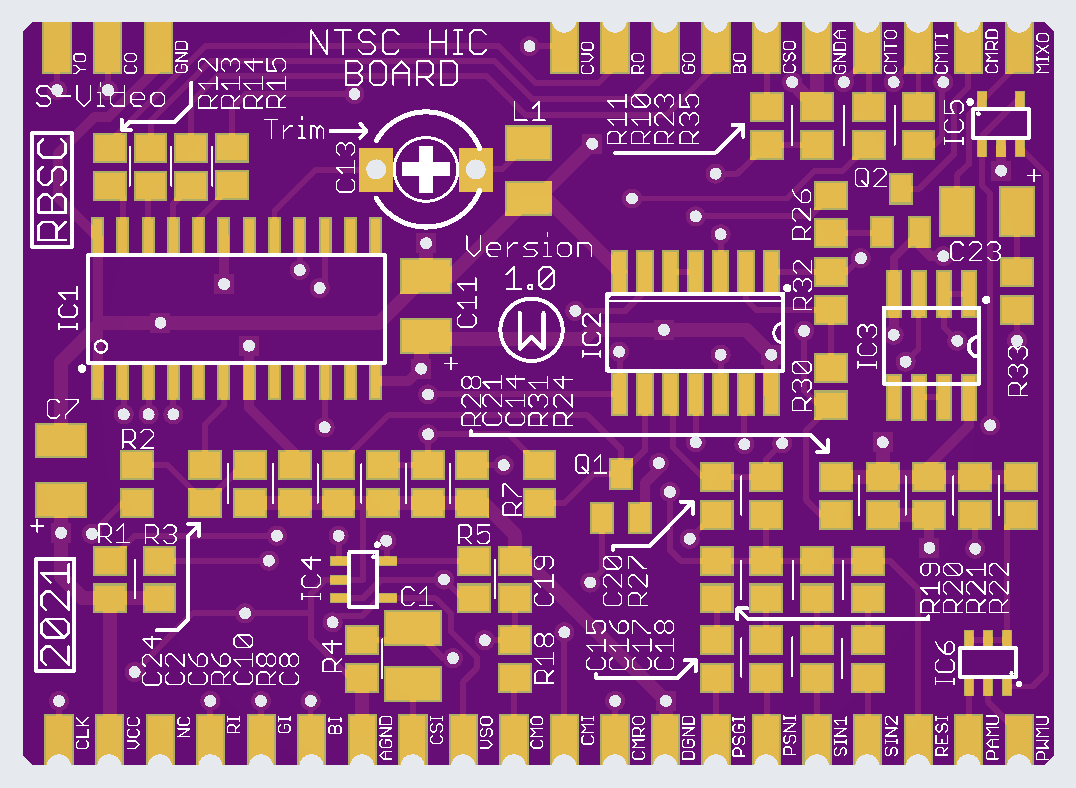 YO
CO
GND
NTSC HIC
BOARD
CVO
RO
GO
BO
CSO
GNDA
CMTO
CMTI
CMRD
MIXO
S-Video
R12
R13
R14
R15
Trim
C13
L1
R11
R10
R23
R35
IC5
RBSC
Q2
+
R26
C23
Version
1.0
IC1
C11
+
W
IC2
R32
IC3
R33
R30
R28
C21
C14
R31
R24
C7
+
R2
R7
Q1
R1
R3
R5
2021
IC4
C1
C19
C20
R27
R19
R20
R21
R22
C24
C2
C6
R6
C10
R8
C8
R4
R18
C15
C16
C17
C18
IC6
CLK
VCC
NC
RI
GI
BI
AGND
CSI
VSO
CMO
CMI
CMRO
DGND
PSGI
PSNI
SIN1
SIN2
RESI
PAMU
PWMU